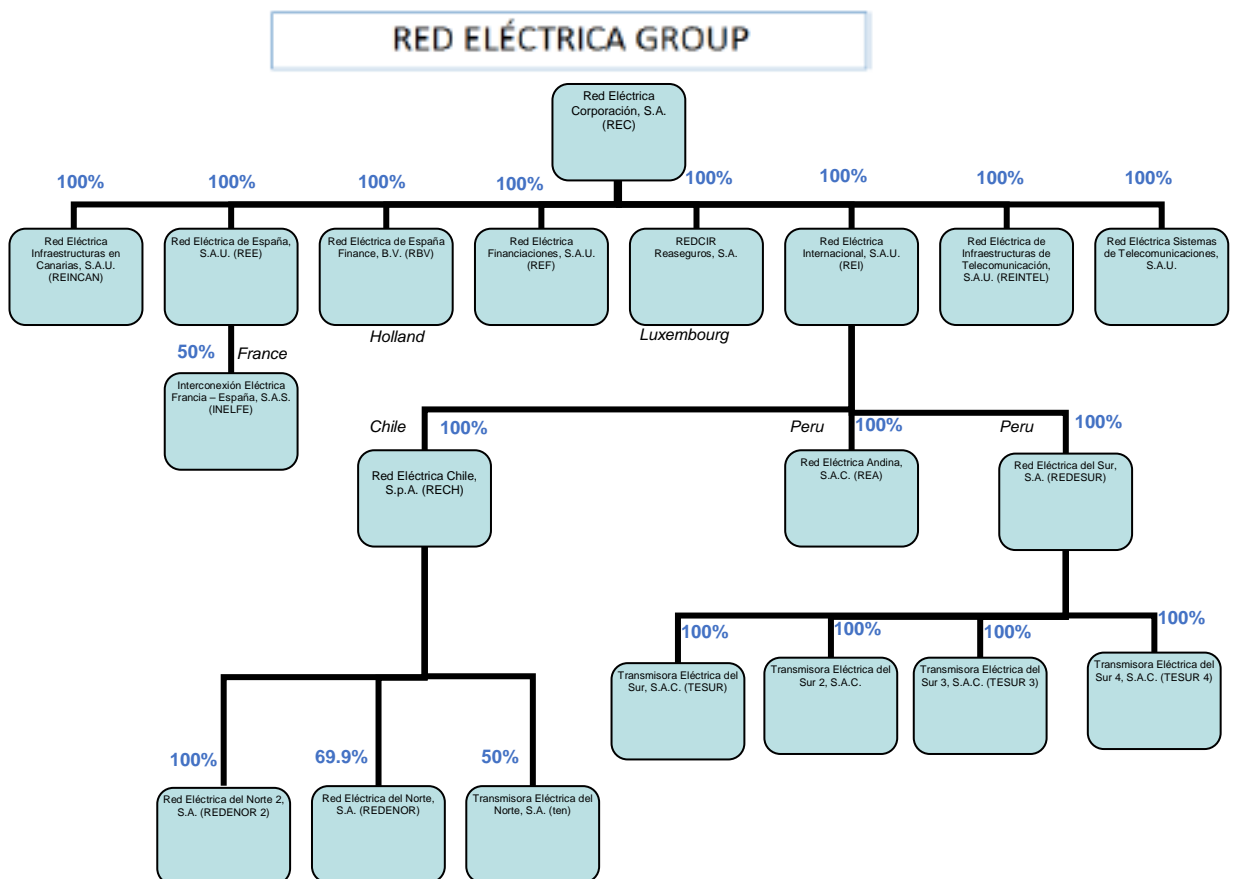 RED ELÉCTRICA GROUP
Red Eléctrica
Corporación, S.A.
(REC)
100%
100%
100%
100%
100%
100%
100%
100%
Red Eléctrica
Infraestructuras en
Canarias, S.A.U.
(REINCAN)
Red Eléctrica de España,
S.A.U. (REE)
Red Eléctrica de España
Finance, B.V. (RBV)
Red Eléctrica
Financiaciones, S.A.U.
(REF)
REDCIR
Reaseguros, S.A.
Red Eléctrica
Internacional, S.A.U.
(REI)
Red Eléctrica de
Infraestructuras de
Telecomunicación,
S.A.U. (REINTEL)
Red Eléctrica Sistemas
de Telecomunicaciones,
S.A.U.
Holland
Luxembourg
50%
France
Interconexión Eléctrica
Francia – España, S.A.S.
(INELFE)
Chile
100%
Peru
100%
Peru
100%
Red Eléctrica Chile,
S.p.A. (RECH)
Red Eléctrica Andina,
S.A.C. (REA)
Red Eléctrica del Sur,
S.A. (REDESUR)
100%
100%
100%
100%
Transmisora Eléctrica del
Sur, S.A.C. (TESUR)
Transmisora Eléctrica del
Sur 2, S.A.C.
Transmisora Eléctrica del
Sur 3, S.A.C. (TESUR 3)
Transmisora Eléctrica del
Sur 4, S.A.C. (TESUR 4)
100%
69.9%
50%
Red Eléctrica del Norte 2,
S.A. (REDENOR 2)
Red Eléctrica del Norte,
S.A. (REDENOR)
Transmisora Eléctrica del
Norte, S.A. (ten)